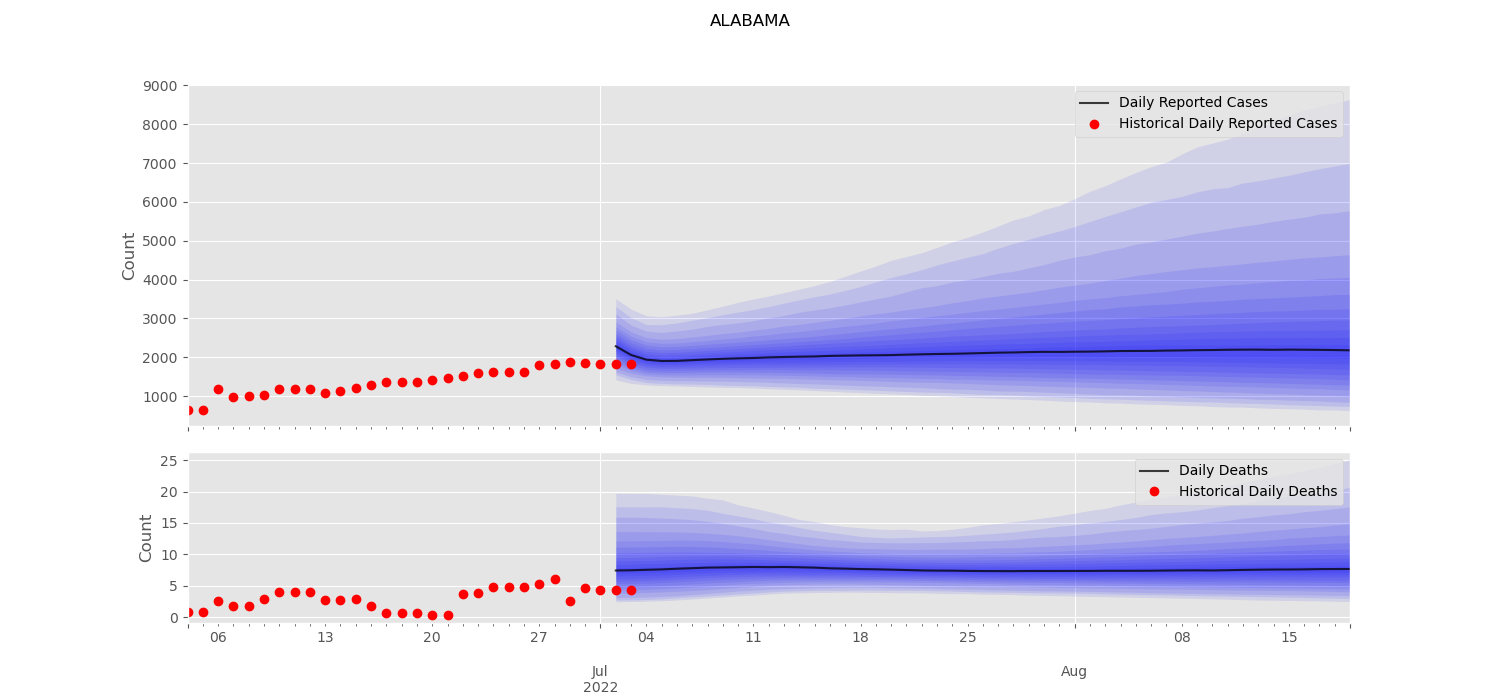 ALABAMA
9000
8000
7000
6000
5000
4000
3000
2000
1000
Count
Daily Reported Cases
Historical Daily Reported Cases
25
20
15
10
5
0
Count
Daily Deaths
Historical Daily Deaths
06 13 20 27 04 11 18 25 08 15
Jul Aug
2022